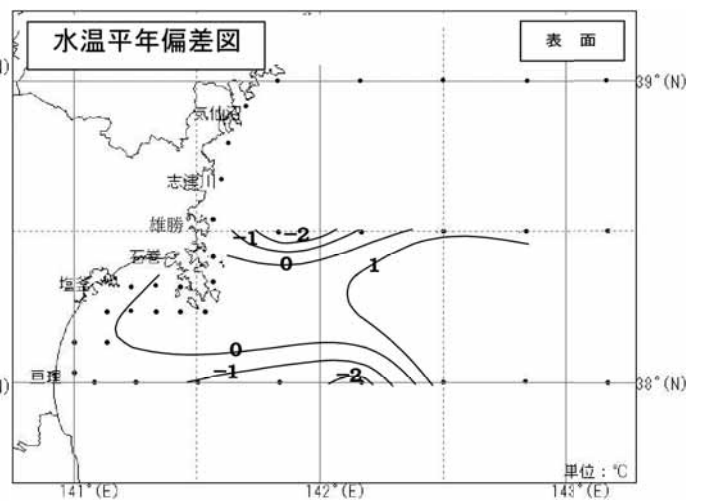 水温平年偏差図
表 面
39°(N)
気仙沼
志津川
雄勝
-1
-2
0
1
石巻
塩釜
0
-1
-2
亘理
38°(N)
単位：℃
141°(E)
142°(E)
143°(E)